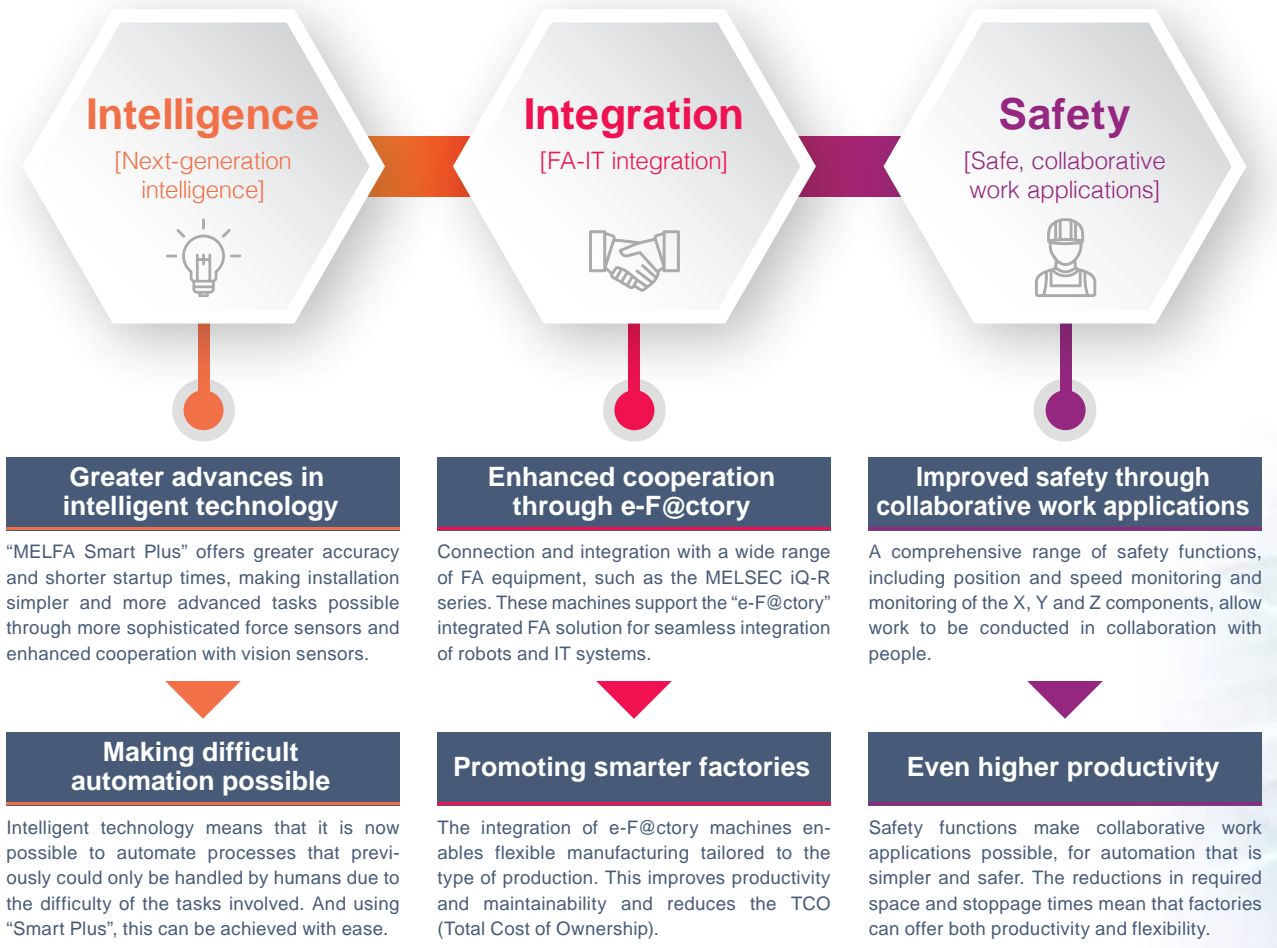 Intelligence
[Next-generation
intelligence]
Integration
[FA-IT integration]
Safety
[Safe, collaborative
work applications]
Greater advances in
intelligent technology
“MELFA Smart Plus” offers greater accuracy
and shorter startup times, making installation
simpler and more advanced tasks possible
through more sophisticated force sensors and
enhanced cooperation with vision sensors.
Making difficult
automation possible
Intelligent technology means that it is now
possible to automate processes that previ-
ously could only be handled by humans due to
the difficulty of the tasks involved. And using
“Smart Plus”, this can be achieved with ease.
Enhanced cooperation
through e-F@ctory
Connection and integration with a wide range
of FA equipment, such as the MELSEC iQ-R
series. These machines support the “e-F@ctory”
integrated FA solution for seamless integration
of robots and IT systems.
Promoting smarter factories
The integration of e-F@ctory machines en-
ables flexible manufacturing tailored to the
type of production. This improves productivity
and maintainability and reduces the TCO
(Total Cost of Ownership).
Improved safety through
collaborative work applications
A comprehensive range of safety functions,
including position and speed monitoring and
monitoring of the X, Y and Z components, allow
work to be conducted in collaboration with
people.
Even higher productivity
Safety functions make collaborative work
applications possible, for automation that is
simpler and safer. The reductions in required
space and stoppage times mean that factories
can offer both productivity and flexibility.